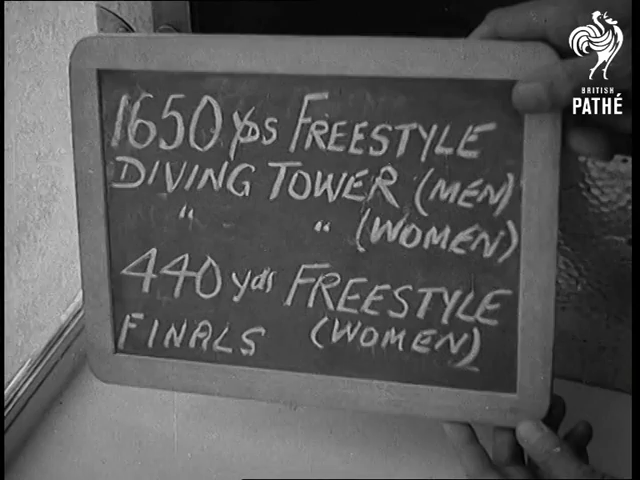 1650 yds FREESTYLE
DIVING TOWER (MEN)
" " (WOMEN)
440 yds FREESTYLE
FINALS (WOMEN)
BRITISH
PATHÉ